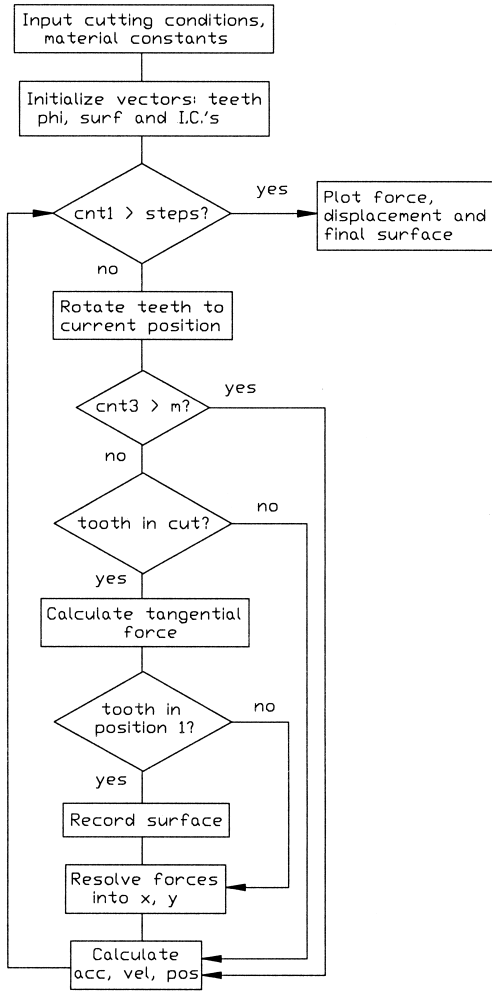 Input cutting conditions,
material constants
Initialize vectors: teeth
phi, surf and I.C.'s
cnt1 > steps?
yes
Plot force,
displacement and
final surface
no
Rotate teeth to
current position
cnt3 > m?
yes
no
tooth in cut?
no
yes
Calculate tangential
force
tooth in
position 1?
no
yes
Record surface
Resolve forces
into x, y
Calculate
acc, vel, pos